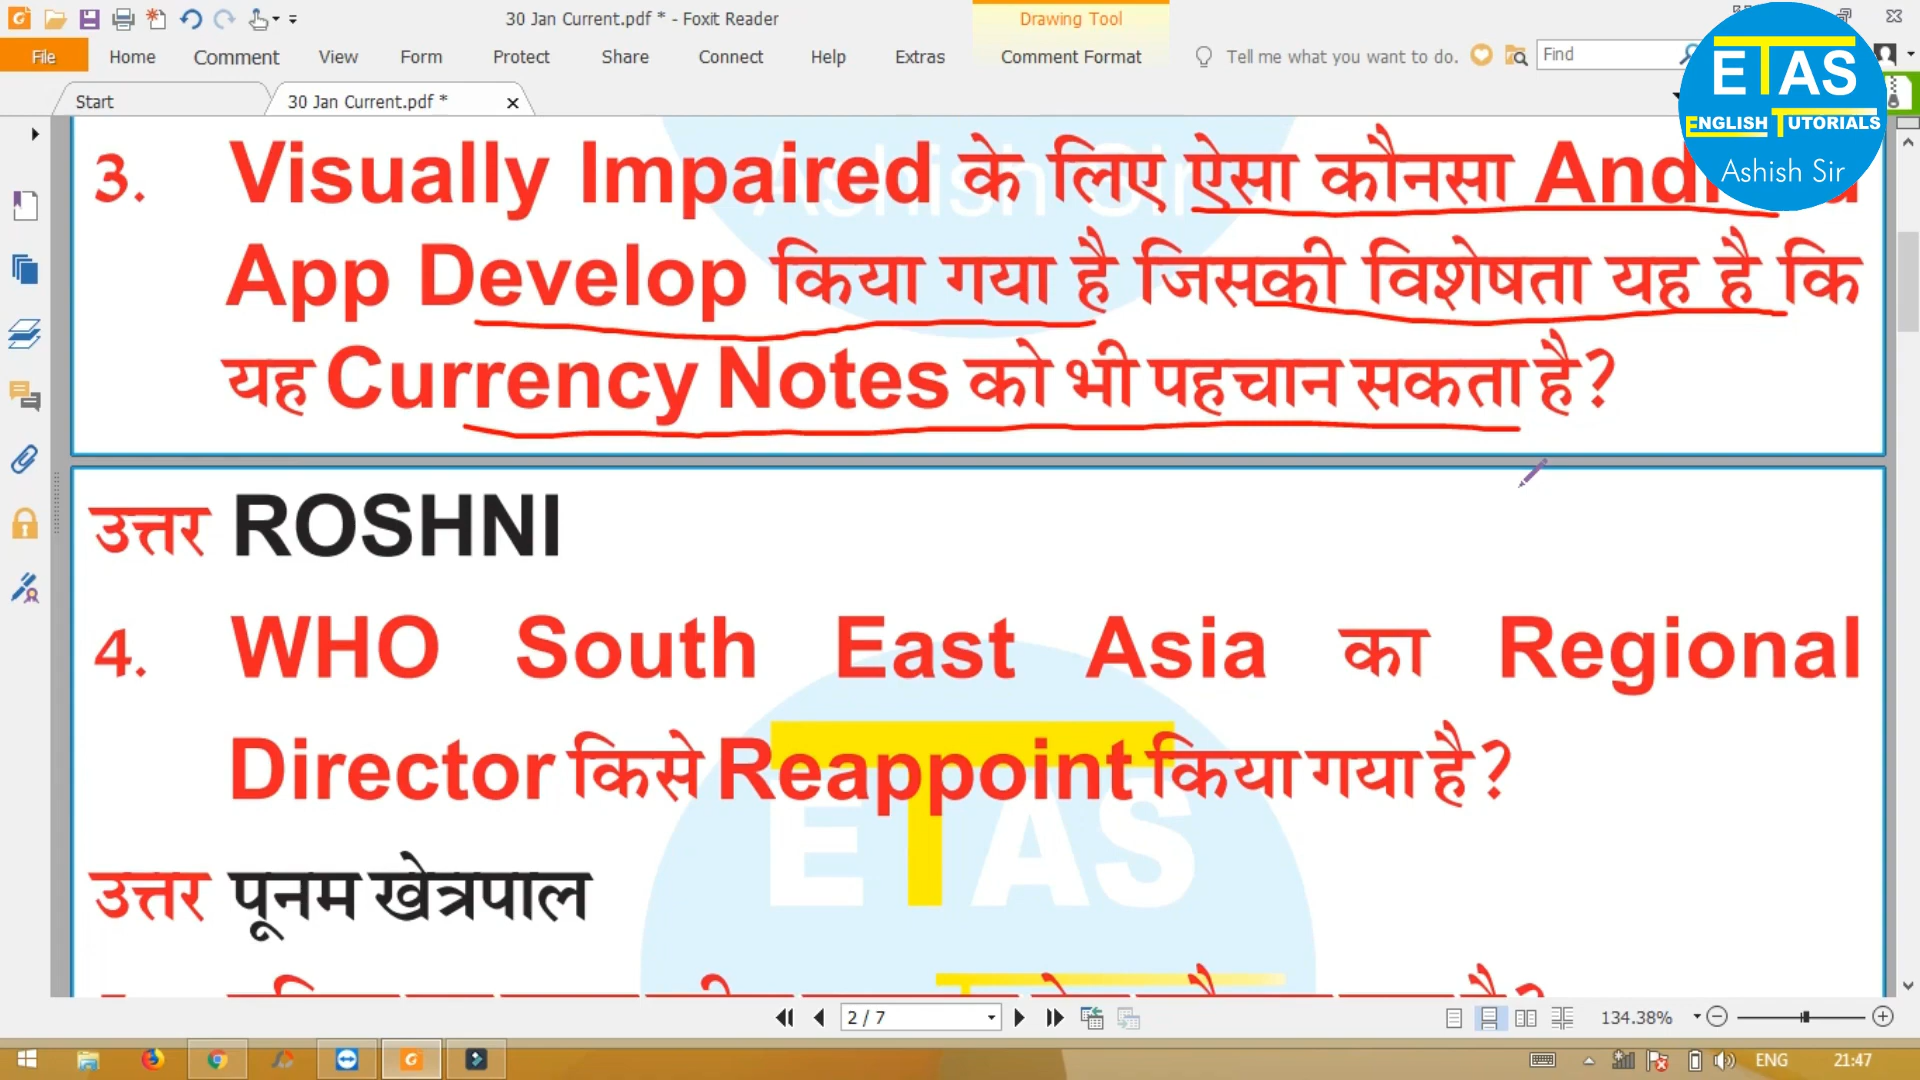 30 Jan Current.pdf * - Foxit Reader
Drawing Tool
File Home Comment View Form Protect Share Connect Help Extras Comment Format Tell me what you want to do. Find
Start 30 Jan Current.pdf *
ETAS
ENGLISH TUTORIALS
Ashish Sir
3. Visually Impaired के लिए ऐसा कौनसा
App Develop किया गया है जिसकी विशेषता यह है कि
यह Currency Notes को भी पहचान सकता है?
Ashish Sir
उत्तर ROSHNI
4. WHO South East Asia का Regional
Director किसे Reappoint किया गया है?
ETAS
उत्तर पूनम खेत्रपाल
2 / 7 134.38%
ENG 21:47